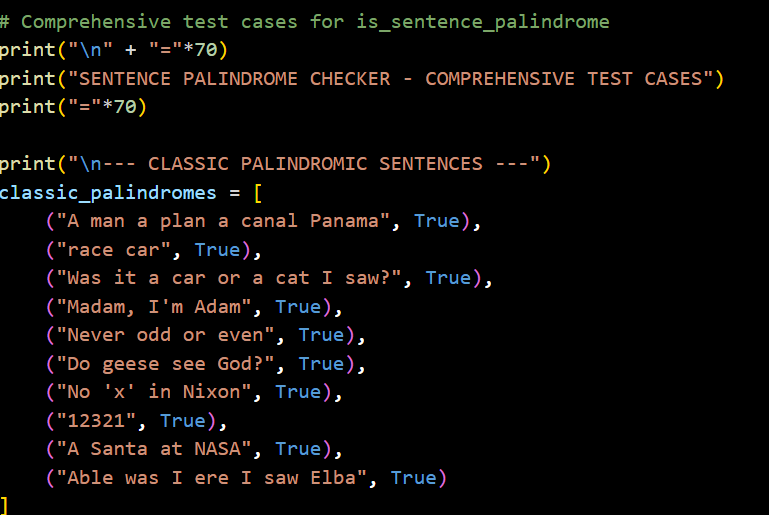 # Comprehensive test cases for is_sentence_palindrome
print("\n" + "="*70)
print("SENTENCE PALINDROME CHECKER - COMPREHENSIVE TEST CASES")
print("="*70)
print("\n--- CLASSIC PALINDROMIC SENTENCES ---")
classic_palindromes = [
    ("A man a plan a canal Panama", True),
    ("race car", True),
    ("Was it a car or a cat I saw?", True),
    ("Madam, I'm Adam", True),
    ("Never odd or even", True),
    ("Do geese see God?", True),
    ("No 'x' in Nixon", True),
    ("12321", True),
    ("A Santa at NASA", True),
    ("Able was I ere I saw Elba", True)
]